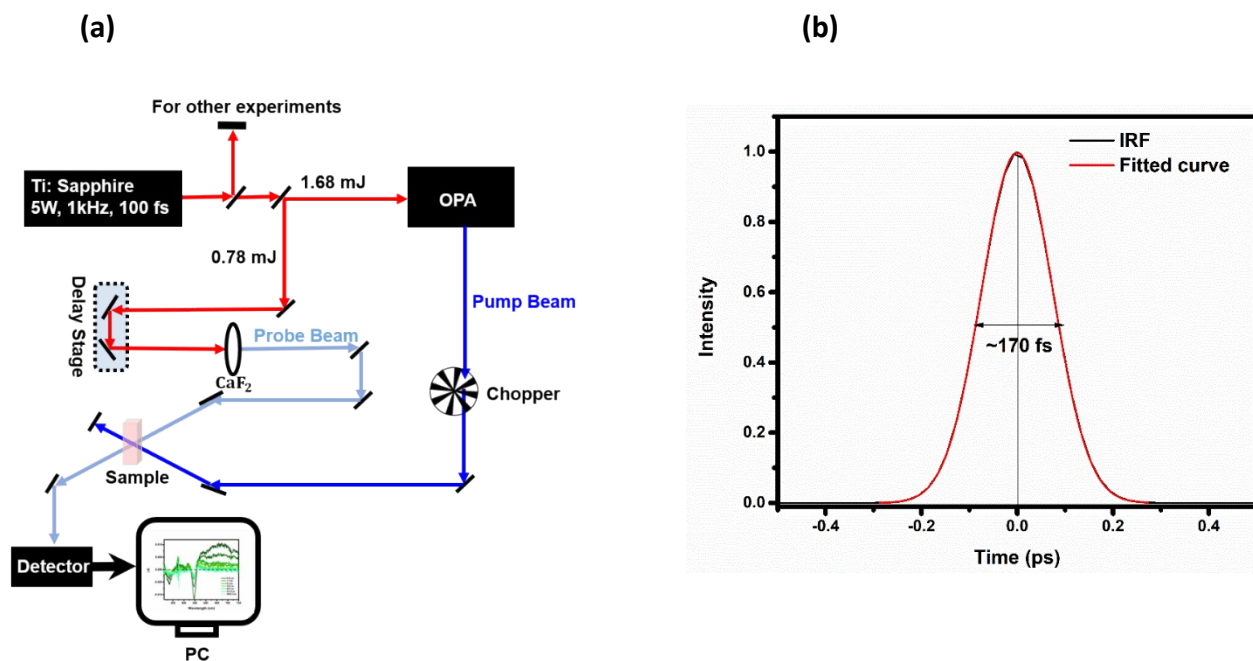 (a)
For other experiments
Ti: Sapphire
5W, 1kHz, 100 fs
1.68 mJ
OPA
0.78 mJ
Delay Stage
Pump Beam
Probe Beam
CaF₂
Chopper
Sample
Detector
PC
(b)
IRF
Fitted curve
1.0
0.8
0.6
0.4
0.2
0.0
Intensity
~170 fs
-0.4
-0.2
0.0
0.2
0.4
Time (ps)